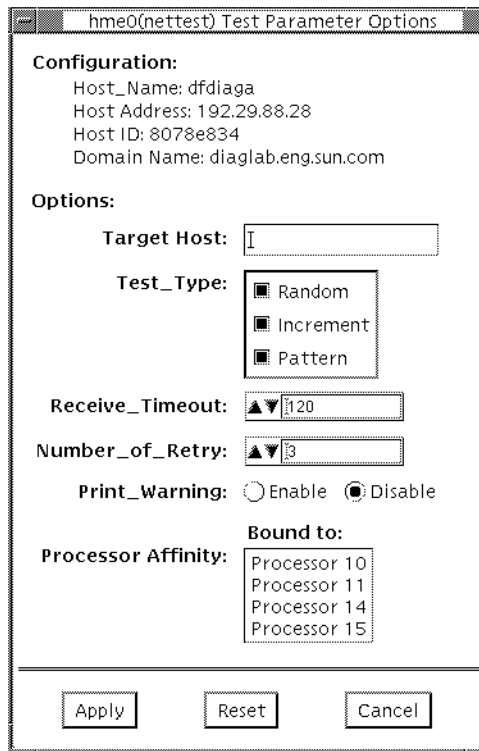 hme0(nettest) Test Parameter Options
Configuration:
Host_Name: dfdiaga
Host Address: 192.29.88.28
Host ID: 8078e834
Domain Name: diaglab.eng.sun.com
Options:
Target Host:
Test_Type:
Random
Increment
Pattern
Receive_Timeout: 120
Number_of_Retry: 3
Print_Warning: Enable Disable
Bound to:
Processor Affinity:
Processor 10
Processor 11
Processor 14
Processor 15
Apply Reset Cancel